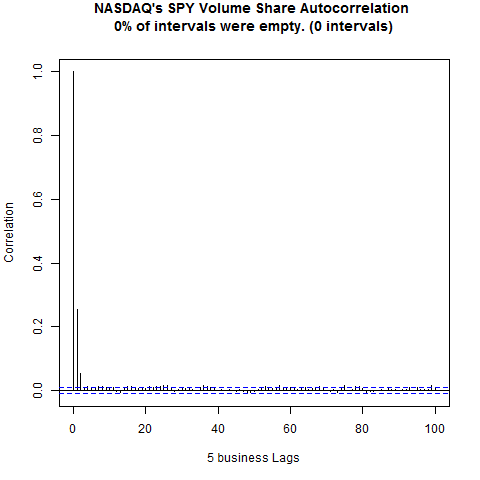 NASDAQ's SPY Volume Share Autocorrelation
0% of intervals were empty. (0 intervals)
1.0
0.8
0.6
0.4
0.2
0.0
Correlation
0 20 40 60 80 100
5 business Lags